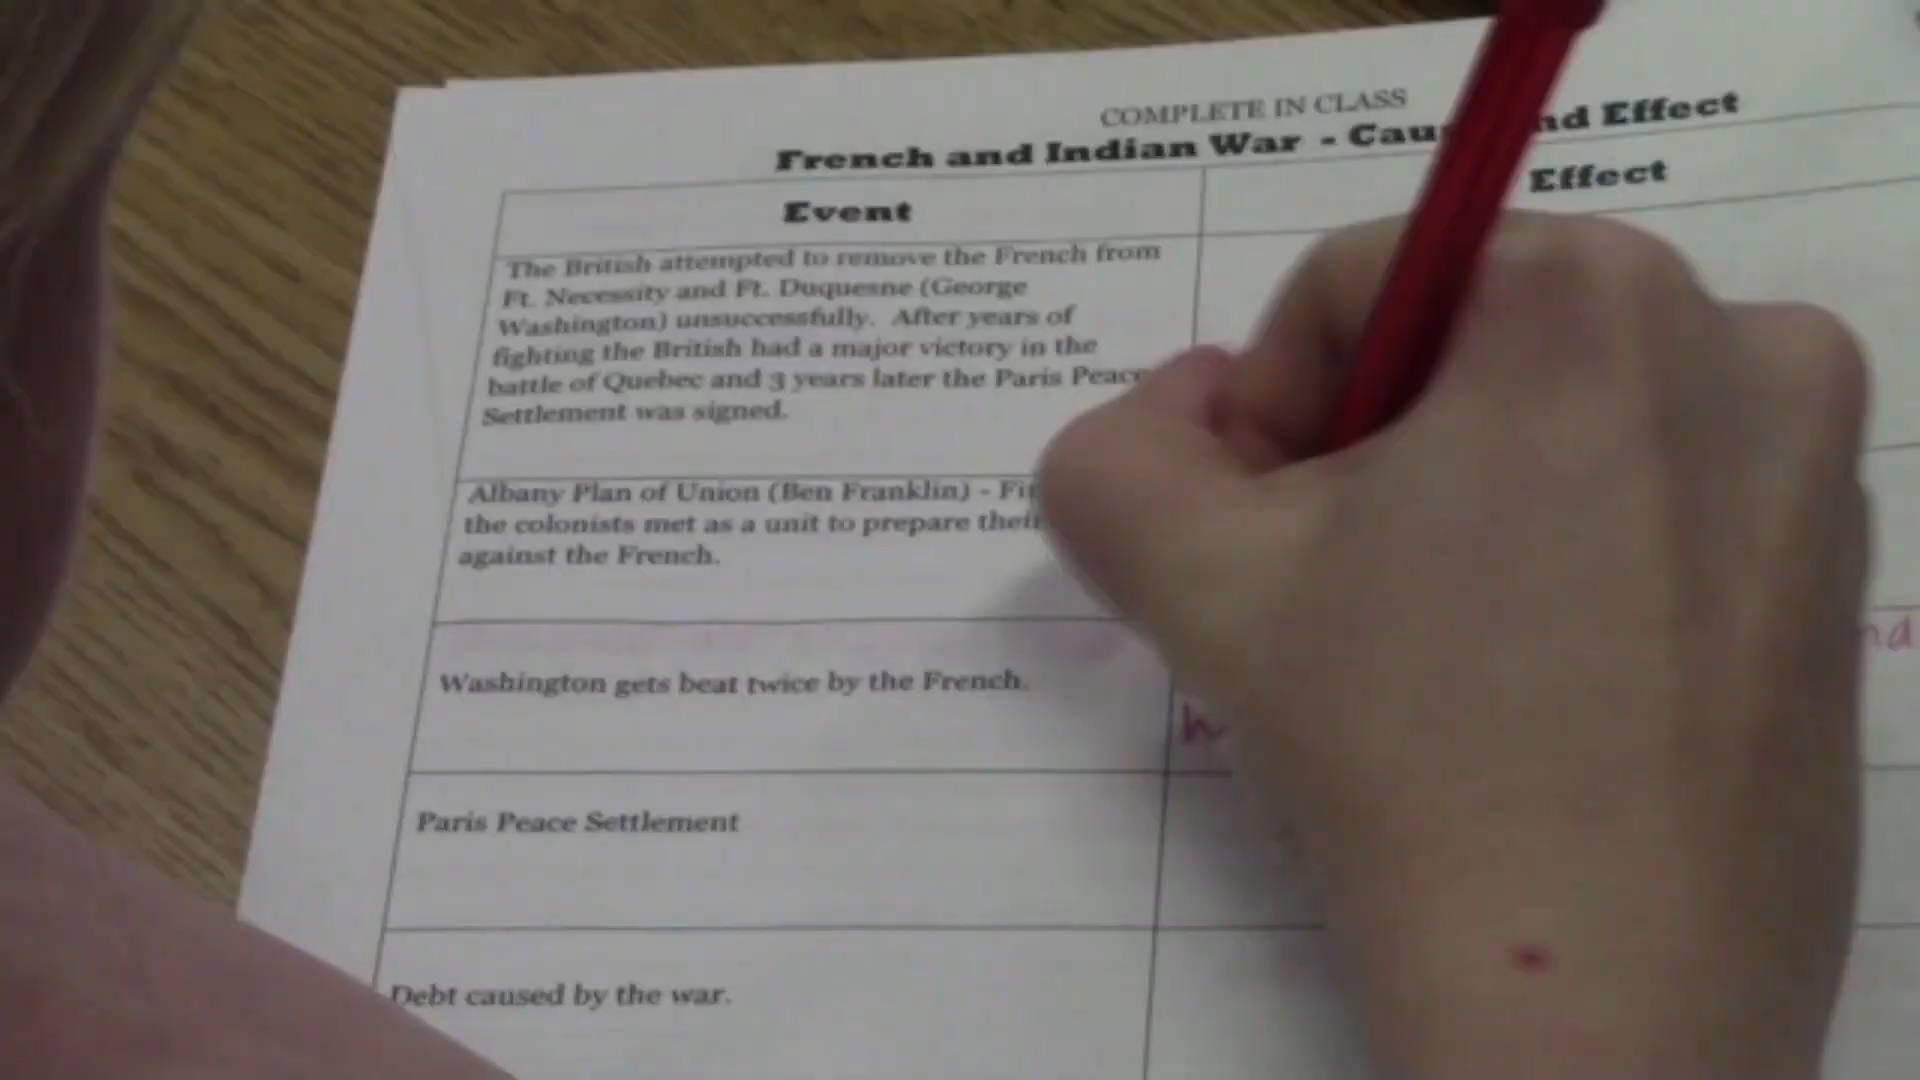 COMPLETE IN CLASS
French and Indian War - Cau nd Effect
Event
Effect
The British attempted to remove the French from
Ft. Necessity and Ft. Duquesne (George
Washington) unsuccessfully. After years of
fighting the British had a major victory in the
battle of Quebec and 3 years later the Paris Peace
Settlement was signed.
Albany Plan of Union (Ben Franklin) - Fi
the colonists met as a unit to prepare their
against the French.
Washington gets beat twice by the French.
Paris Peace Settlement
Debt caused by the war.